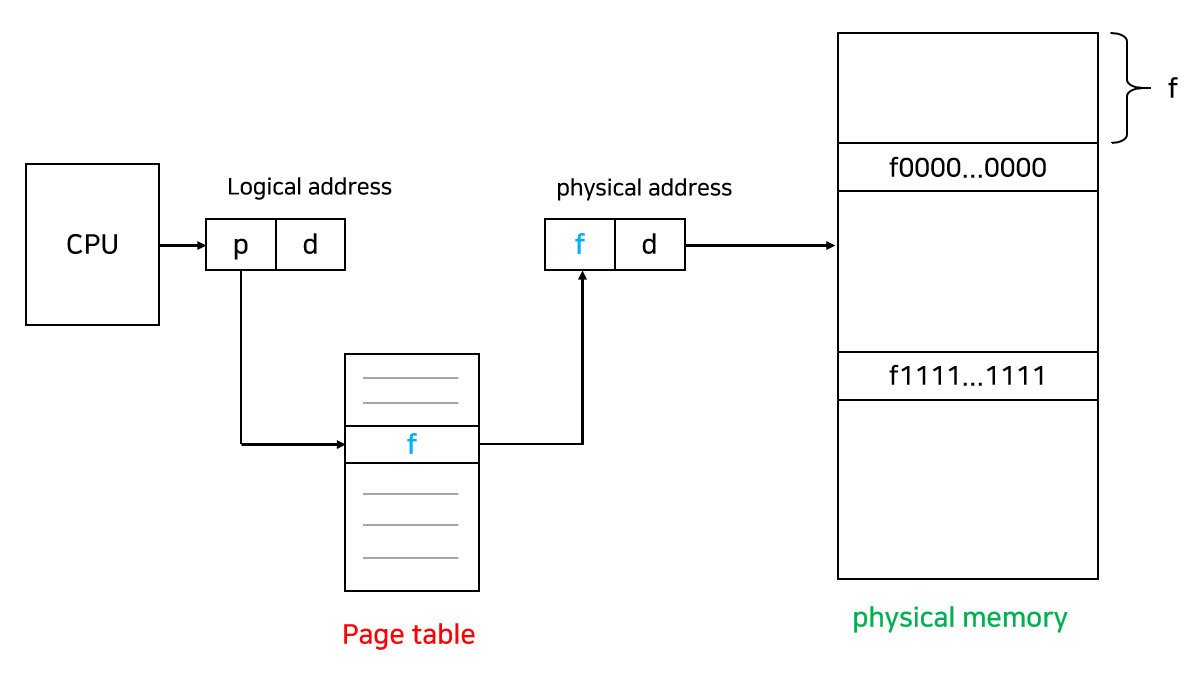 f
f0000...0000
Logical address
physical address
CPU
p
d
f
d
f1111...1111
f
physical memory
Page table